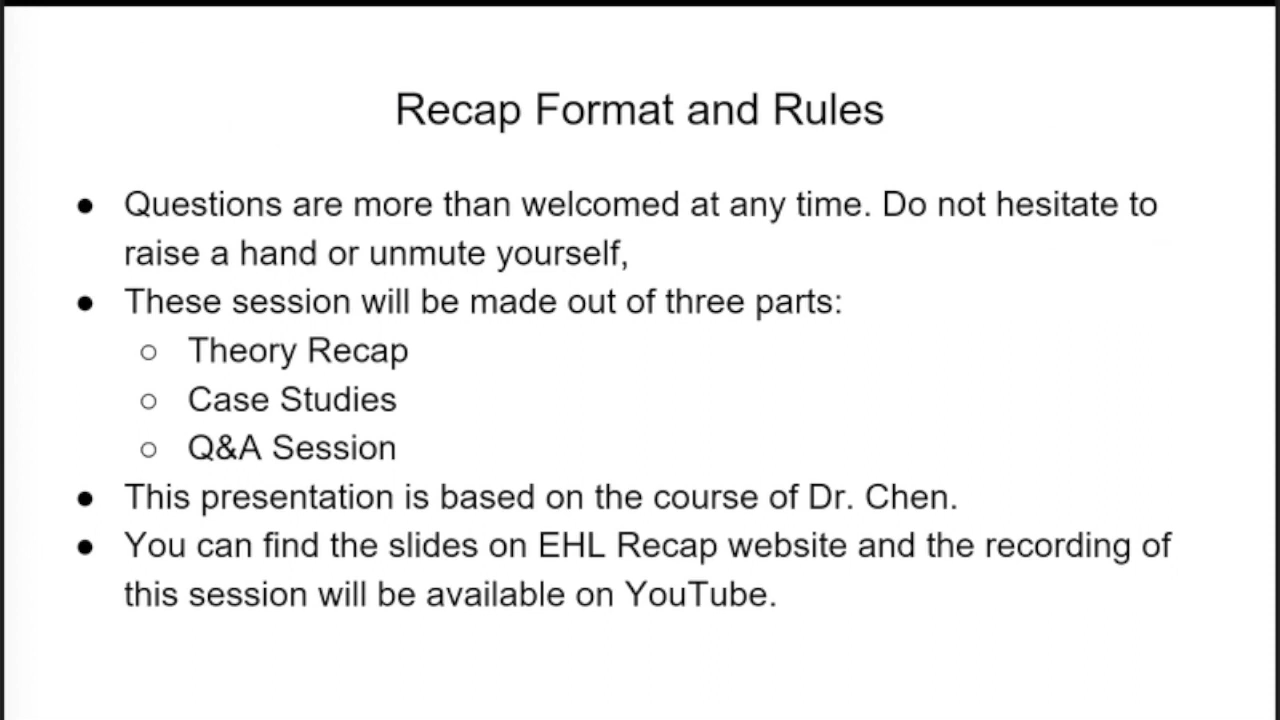 Recap Format and Rules
● Questions are more than welcomed at any time. Do not hesitate to
raise a hand or unmute yourself,
● These session will be made out of three parts:
○ Theory Recap
○ Case Studies
○ Q&A Session
● This presentation is based on the course of Dr. Chen.
● You can find the slides on EHL Recap website and the recording of
this session will be available on YouTube.